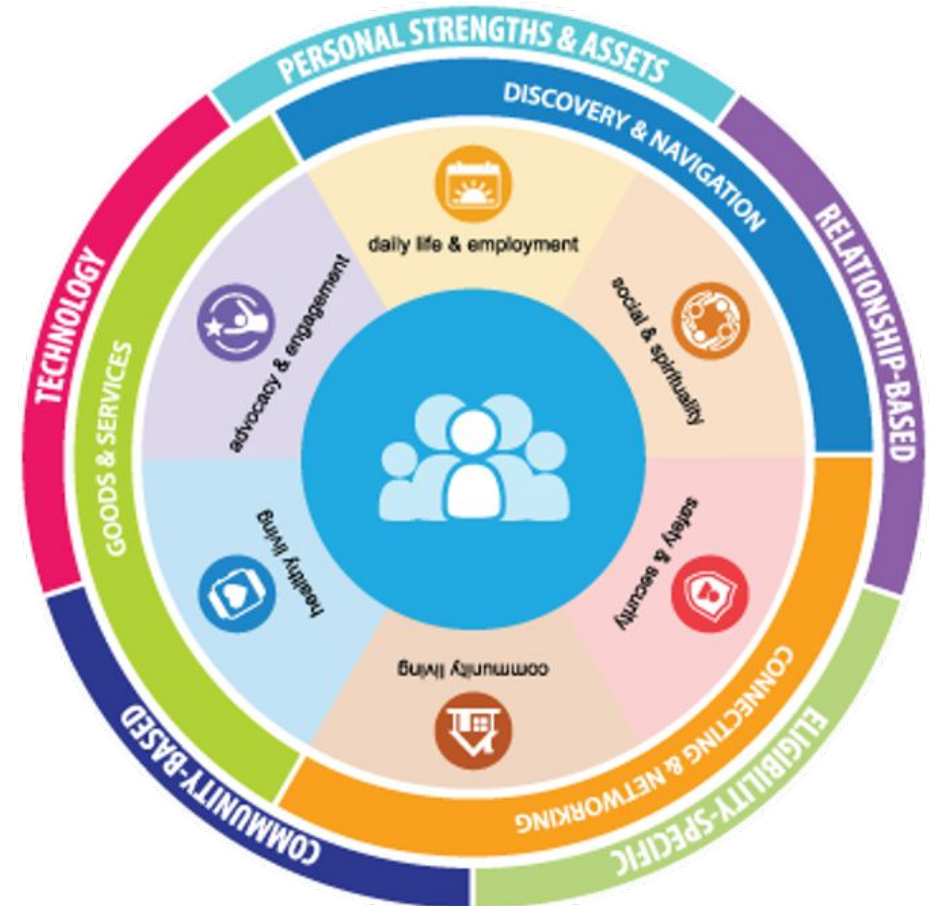 PERSONAL STRENGTHS & ASSETS
RELATIONSHIP-BASED
ELIGIBILITY-SPECIFIC
COMMUNITY-BASED
TECHNOLOGY
DISCOVERY & NAVIGATION
CONNECTING & NETWORKING
GOODS & SERVICES
daily life & employment
social & spirituality
safety & security
community living
healthy living
advocacy & engagement